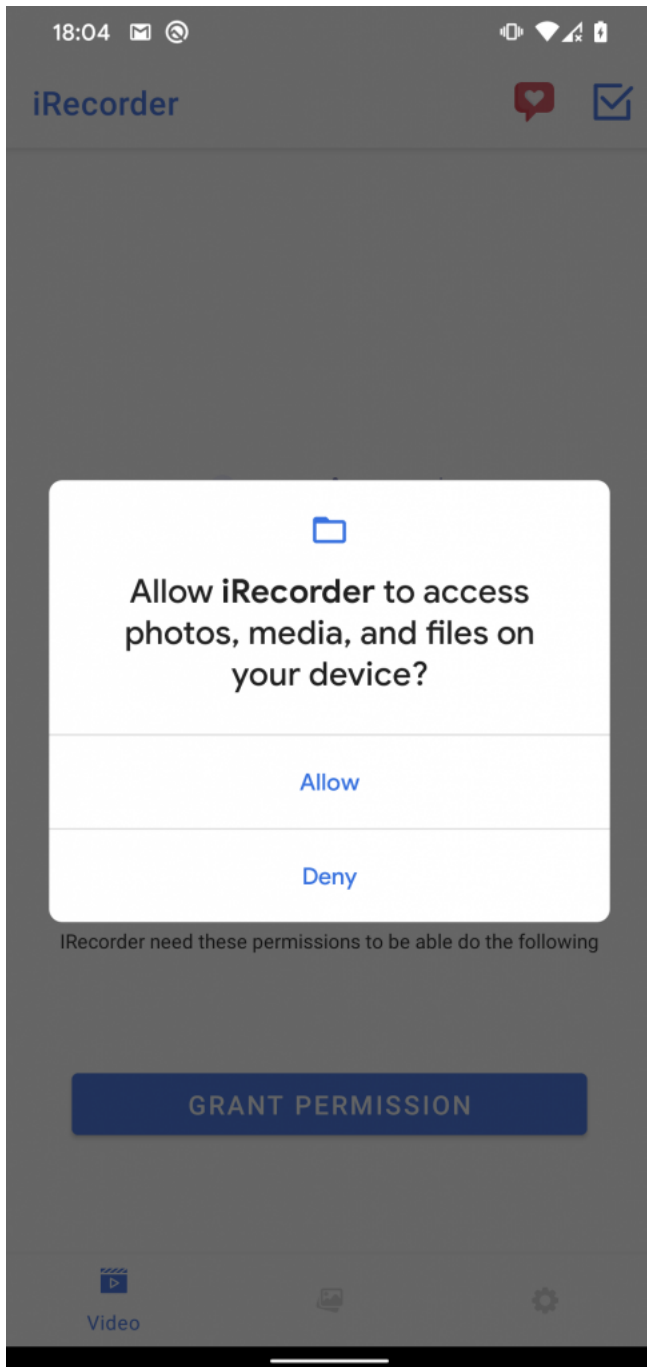 18:04
iRecorder
Allow iRecorder to access
photos, media, and files on
your device?
Allow
Deny
IRecorder need these permissions to be able do the following
GRANT PERMISSION
Video